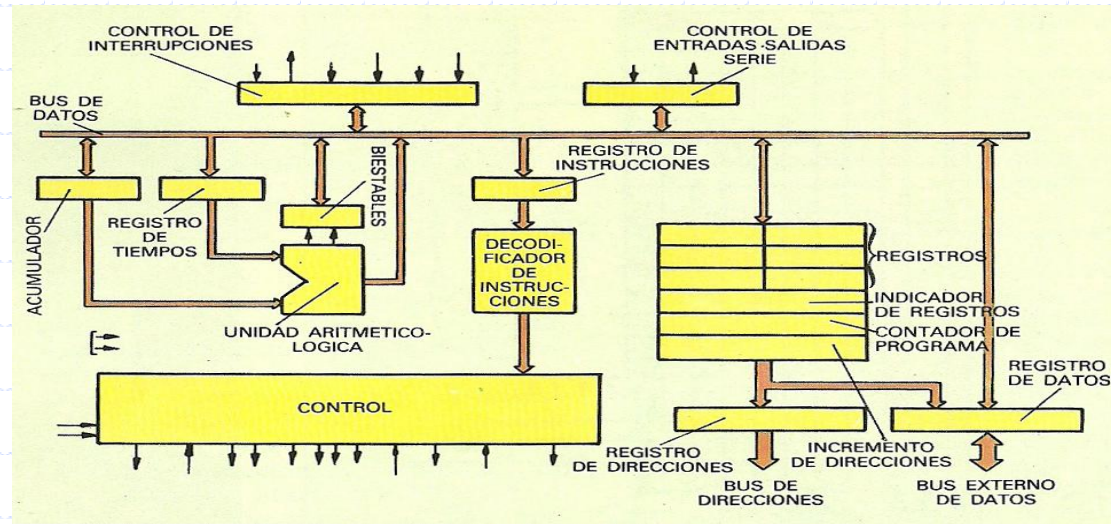 CONTROL DE
INTERRUPCIONES
CONTROL DE
ENTRADAS-SALIDAS
SERIE
BUS DE
DATOS
REGISTRO DE
INSTRUCCIONES
BIESTABLES
ACUMULADOR
REGISTRO
DE
TIEMPOS
DECODI-
FICADOR
DE
INSTRUC-
CIONES
REGISTROS
INDICADOR
DE REGISTROS
CONTADOR DE
PROGRAMA
UNIDAD ARITMETICO-
LOGICA
REGISTRO
DE DATOS
CONTROL
REGISTRO
DE DIRECCIONES
INCREMENTO
DE DIRECCIONES
BUS DE
DIRECCIONES
BUS EXTERNO
DE DATOS